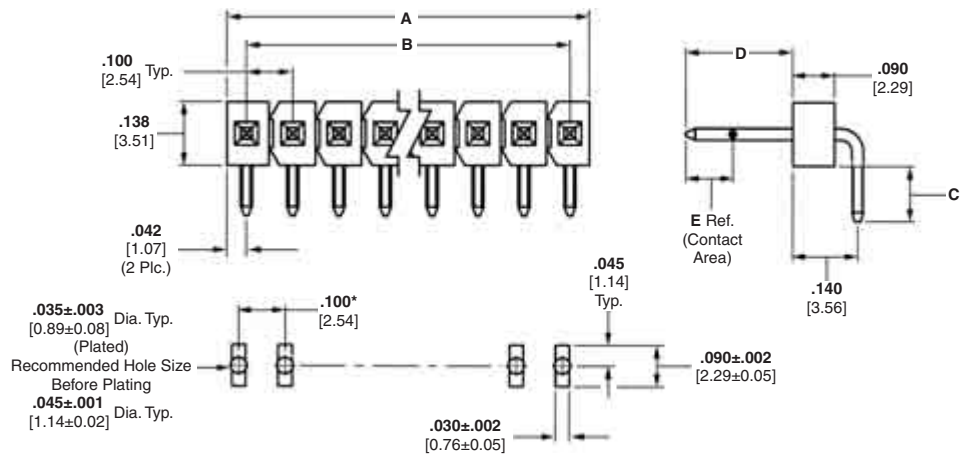 A
B
D
.100
[2.54] Typ.
.090
[2.29]
.138
[3.51]
C
E Ref.
(Contact
Area)
.042
[1.07]
(2 Plc.)
.140
[3.56]
.045
[1.14]
Typ.
.100*
[2.54]
.035±.003
[0.89±0.08] Dia. Typ.
(Plated)
Recommended Hole Size
Before Plating
.045±.001
[1.14±0.02] Dia. Typ.
.090±.002
[2.29±0.05]
.030±.002
[0.76±0.05]